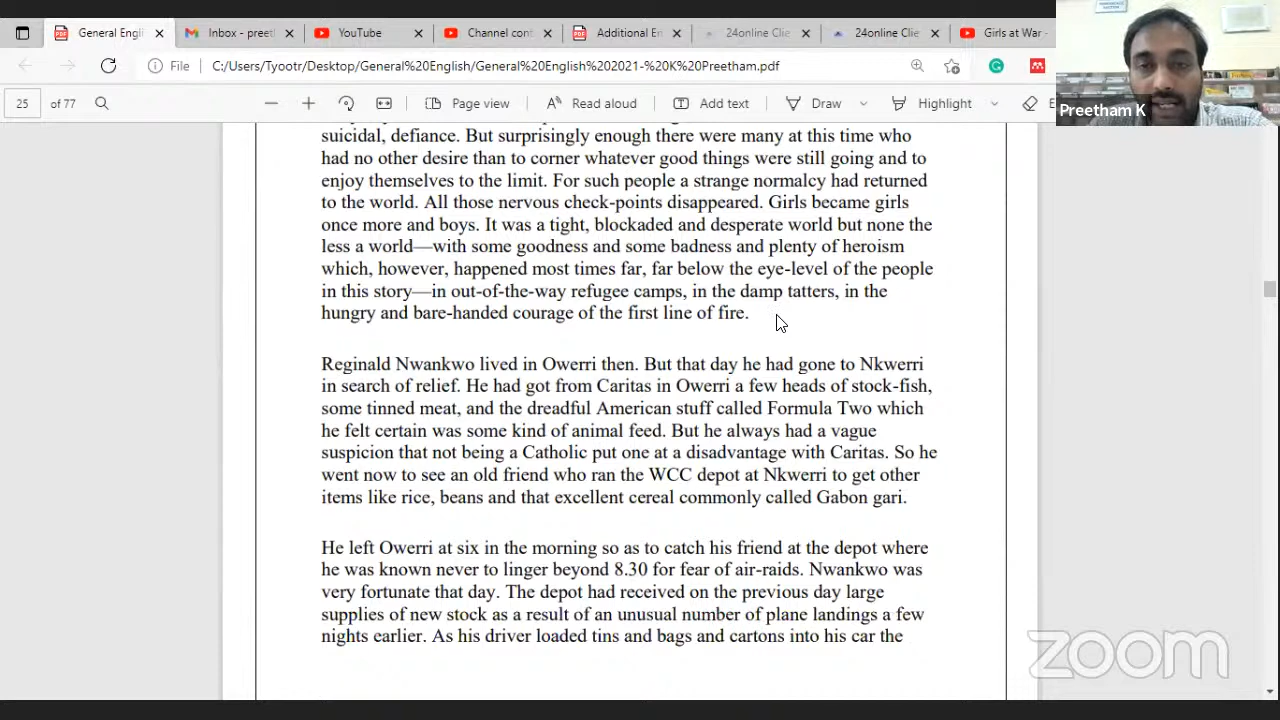 General Engli
Inbox - preetl
YouTube
Channel cont
Additional En
24online Clie
24online Clie
Girls at War -
File
C:/Users/Tyootr/Desktop/General%20English/General%20English%202021-%20K%20Preetham.pdf
Preetham K
25
of 77
Page view
Read aloud
Add text
Draw
Highlight
suicidal, defiance. But surprisingly enough there were many at this time who
had no other desire than to corner whatever good things were still going and to
enjoy themselves to the limit. For such people a strange normalcy had returned
to the world. All those nervous check-points disappeared. Girls became girls
once more and boys. It was a tight, blockaded and desperate world but none the
less a world—with some goodness and some badness and plenty of heroism
which, however, happened most times far, far below the eye-level of the people
in this story—in out-of-the-way refugee camps, in the damp tatters, in the
hungry and bare-handed courage of the first line of fire.
Reginald Nwankwo lived in Owerri then. But that day he had gone to Nkwerri
in search of relief. He had got from Caritas in Owerri a few heads of stock-fish,
some tinned meat, and the dreadful American stuff called Formula Two which
he felt certain was some kind of animal feed. But he always had a vague
suspicion that not being a Catholic put one at a disadvantage with Caritas. So he
went now to see an old friend who ran the WCC depot at Nkwerri to get other
items like rice, beans and that excellent cereal commonly called Gabon gari.
He left Owerri at six in the morning so as to catch his friend at the depot where
he was known never to linger beyond 8.30 for fear of air-raids. Nwankwo was
very fortunate that day. The depot had received on the previous day large
supplies of new stock as a result of an unusual number of plane landings a few
nights earlier. As his driver loaded tins and bags and cartons into his car the
zoom